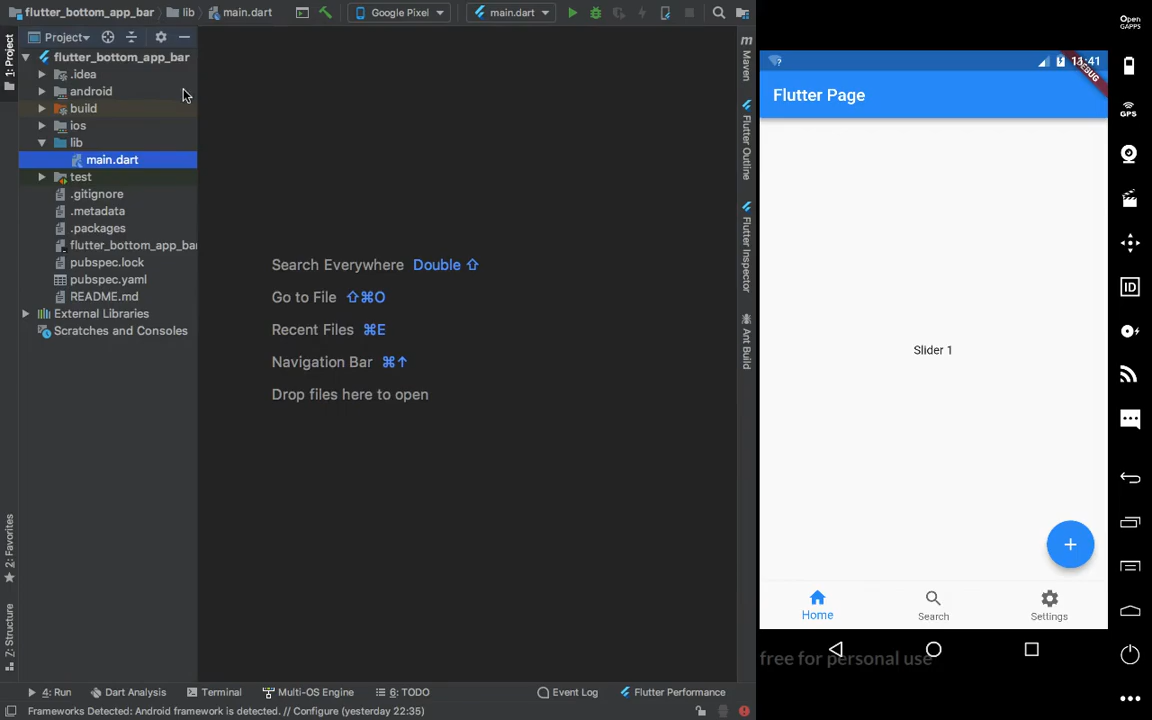 flutter_bottom_app_bar
lib
main.dart
Google Pixel
main.dart
Project
flutter_bottom_app_bar
.idea
android
build
ios
lib
main.dart
test
.gitignore
.metadata
.packages
flutter_bottom_app_bar
pubspec.lock
pubspec.yaml
README.md
External Libraries
Scratches and Consoles
1: Project
2: Favorites
7: Structure
Search Everywhere Double ⇧
Go to File ⇧⌘O
Recent Files ⌘E
Navigation Bar ⌘↑
Drop files here to open
m
Maven
Flutter Outline
Flutter Inspector
Ant Build
4: Run
Dart Analysis
Terminal
Multi-OS Engine
6: TODO
Event Log
Flutter Performance
Frameworks Detected: Android framework is detected. // Configure (yesterday 22:35)
?
11:41
DEBUG
Flutter Page
Slider 1
+
Home
Search
Settings
free for personal use
Open
GAPPS
GPS
ID